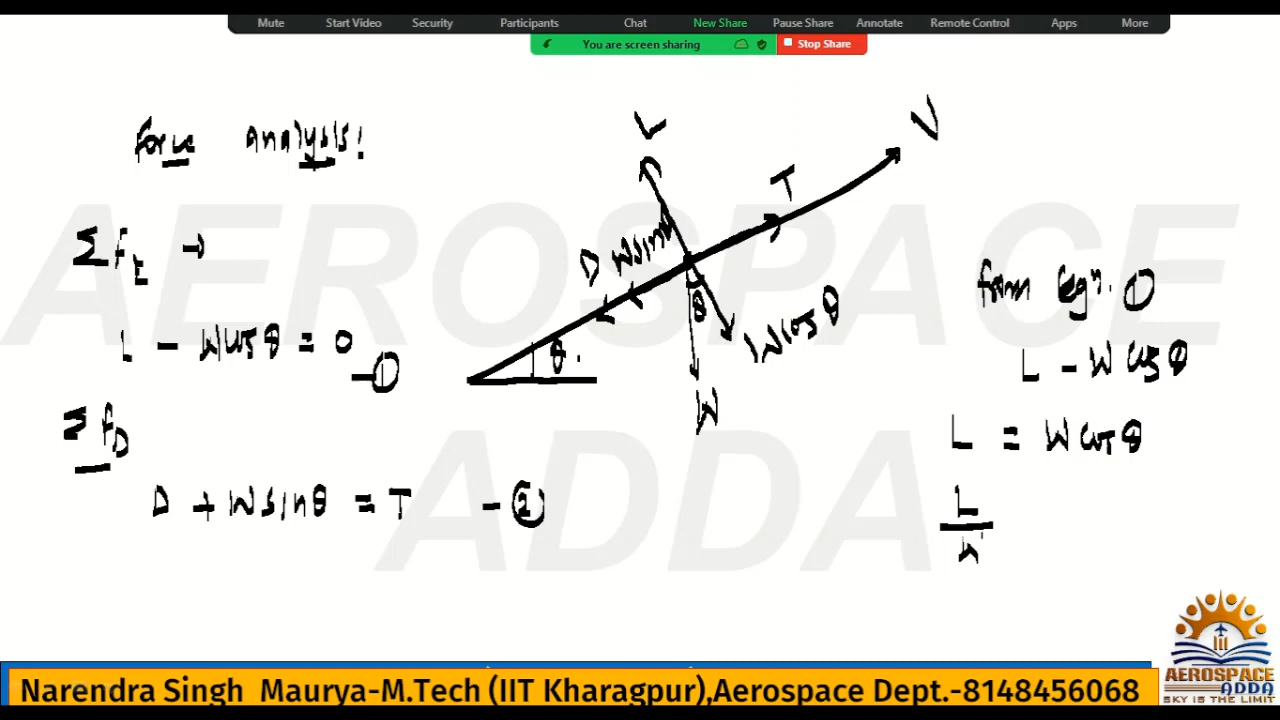 Mute Start Video Security Participants Chat New Share Pause Share Annotate Remote Control Apps More
You are screen sharing Stop Share
AEROSPACE
ADDA
Force analysis:
ΣF_L →
L - Wcosθ = 0
-①
ΣF_D
D + Wsinθ = T - ②
L
V
T
D Wsinθ
θ
θ.
Wcosθ
W
from Eqn. ①
L - Wcosθ
L = Wcosθ
L
AEROSPACE
ADDA
SKY IS THE LIMIT
Narendra Singh Maurya-M.Tech (IIT Kharagpur),Aerospace Dept.-8148456068